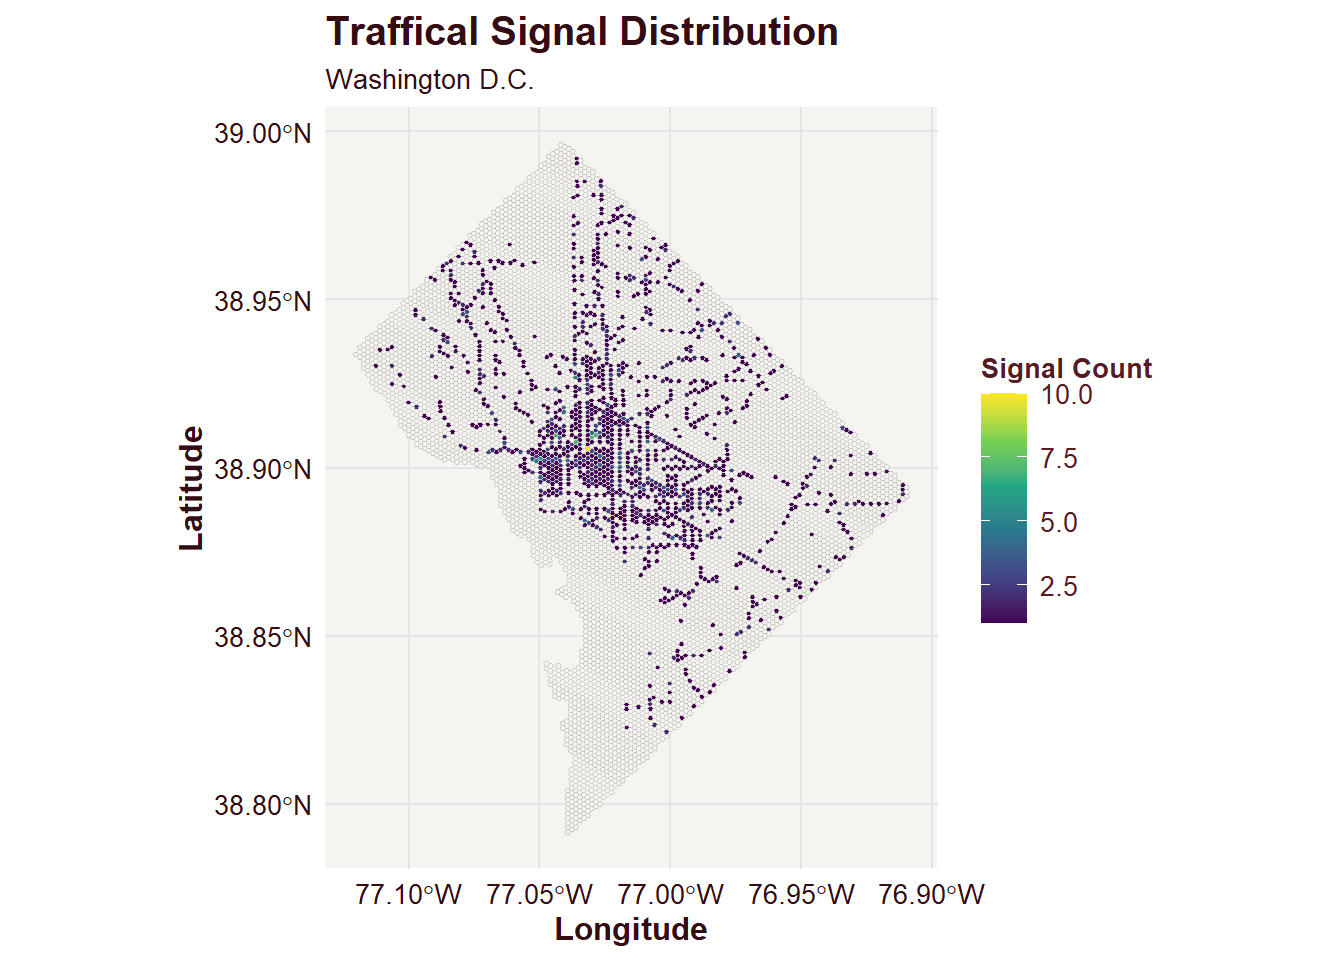 Traffical Signal Distribution
Washington D.C.
39.00°N
38.95°N
38.90°N
38.85°N
38.80°N
Latitude
77.10°W 77.05°W 77.00°W 76.95°W 76.90°W
Longitude
Signal Count
10.0
7.5
5.0
2.5